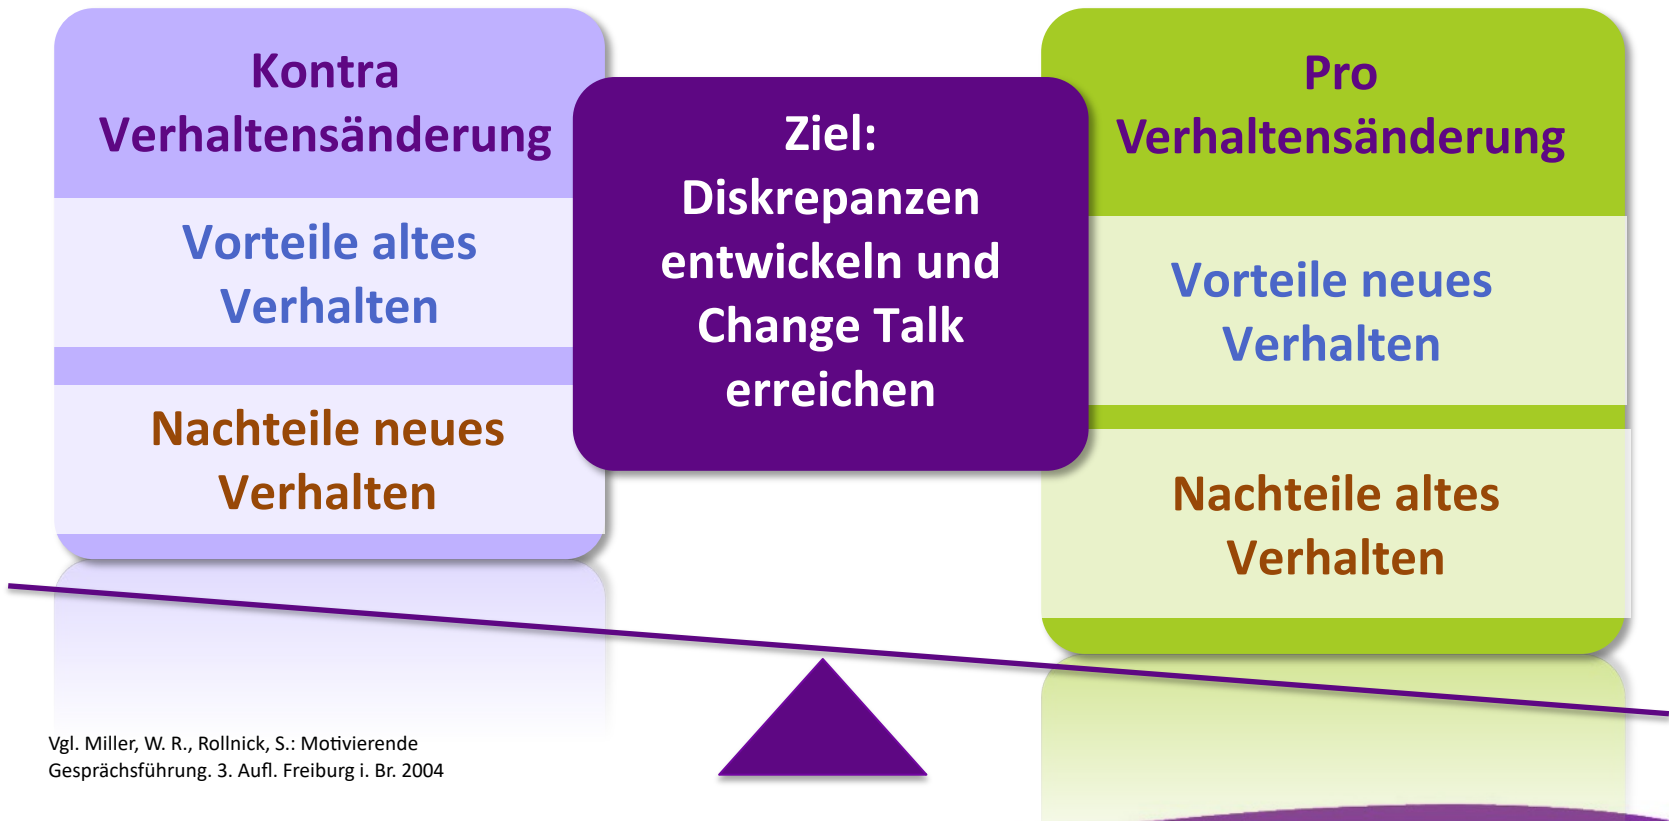 Kontra
Verhaltensänderung
Vorteile altes
Verhalten
Nachteile neues
Verhalten
Ziel:
Diskrepanzen
entwickeln und
Change Talk
erreichen
Pro
Verhaltensänderung
Vorteile neues
Verhalten
Nachteile altes
Verhalten
Vgl. Miller, W. R., Rollnick, S.: Motivierende
Gesprächsführung. 3. Aufl. Freiburg i. Br. 2004